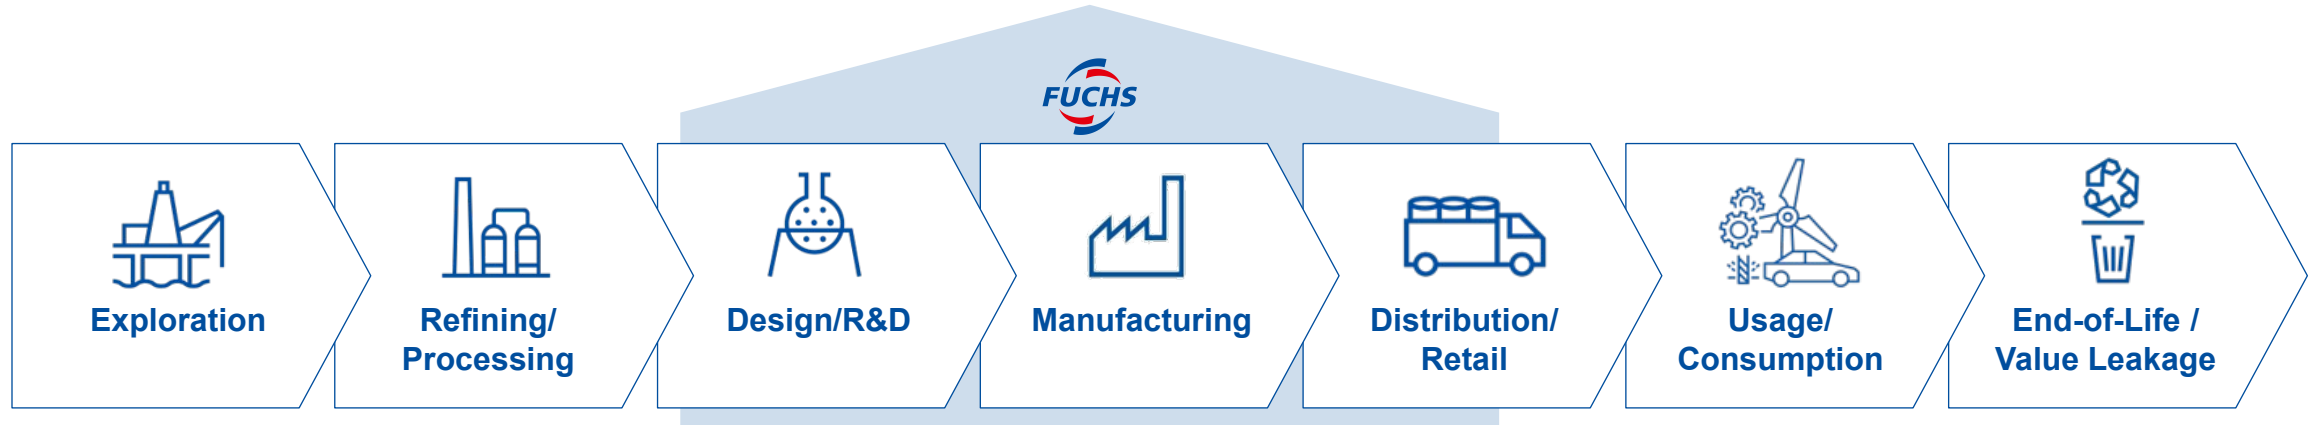 FUCHS
Exploration
Refining/
Processing
Design/R&D
Manufacturing
Distribution/
Retail
Usage/
Consumption
End-of-Life /
Value Leakage